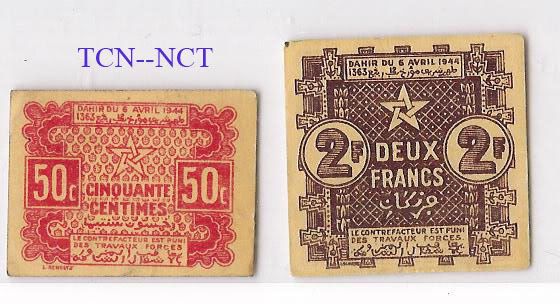 TCN--NCT
DAHIR DU 6 AVRIL 1944
1363
50c
CINQUANTE
CENTIMES
50c
LE CONTREFACTEUR EST PUNI
DES TRAVAUX FORCES
DAHIR DU 6 AVRIL 1944
1363
2F
DEUX
FRANCS
2F
فرنكان
LE CONTREFACTEUR EST PUNI
DES TRAVAUX FORCES